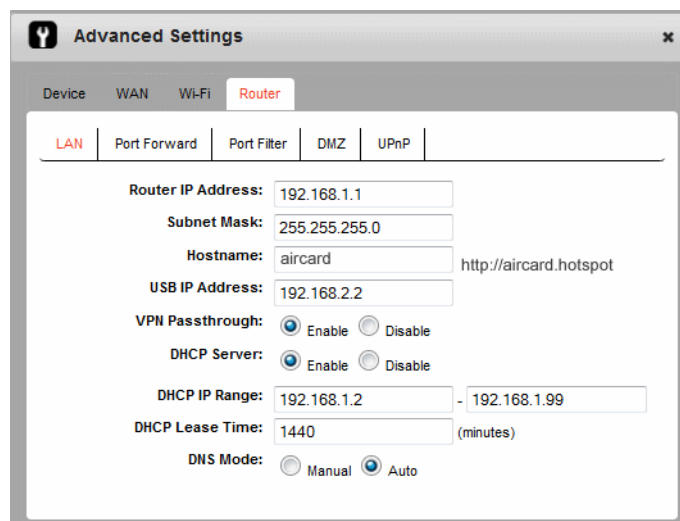 Advanced Settings
Device WAN Wi-Fi Router
LAN Port Forward Port Filter DMZ UPnP
Router IP Address: 192.168.1.1
Subnet Mask: 255.255.255.0
Hostname: aircard http://aircard.hotspot
USB IP Address: 192.168.2.2
VPN Passthrough: Enable Disable
DHCP Server: Enable Disable
DHCP IP Range: 192.168.1.2 - 192.168.1.99
DHCP Lease Time: 1440 (minutes)
DNS Mode: Manual Auto